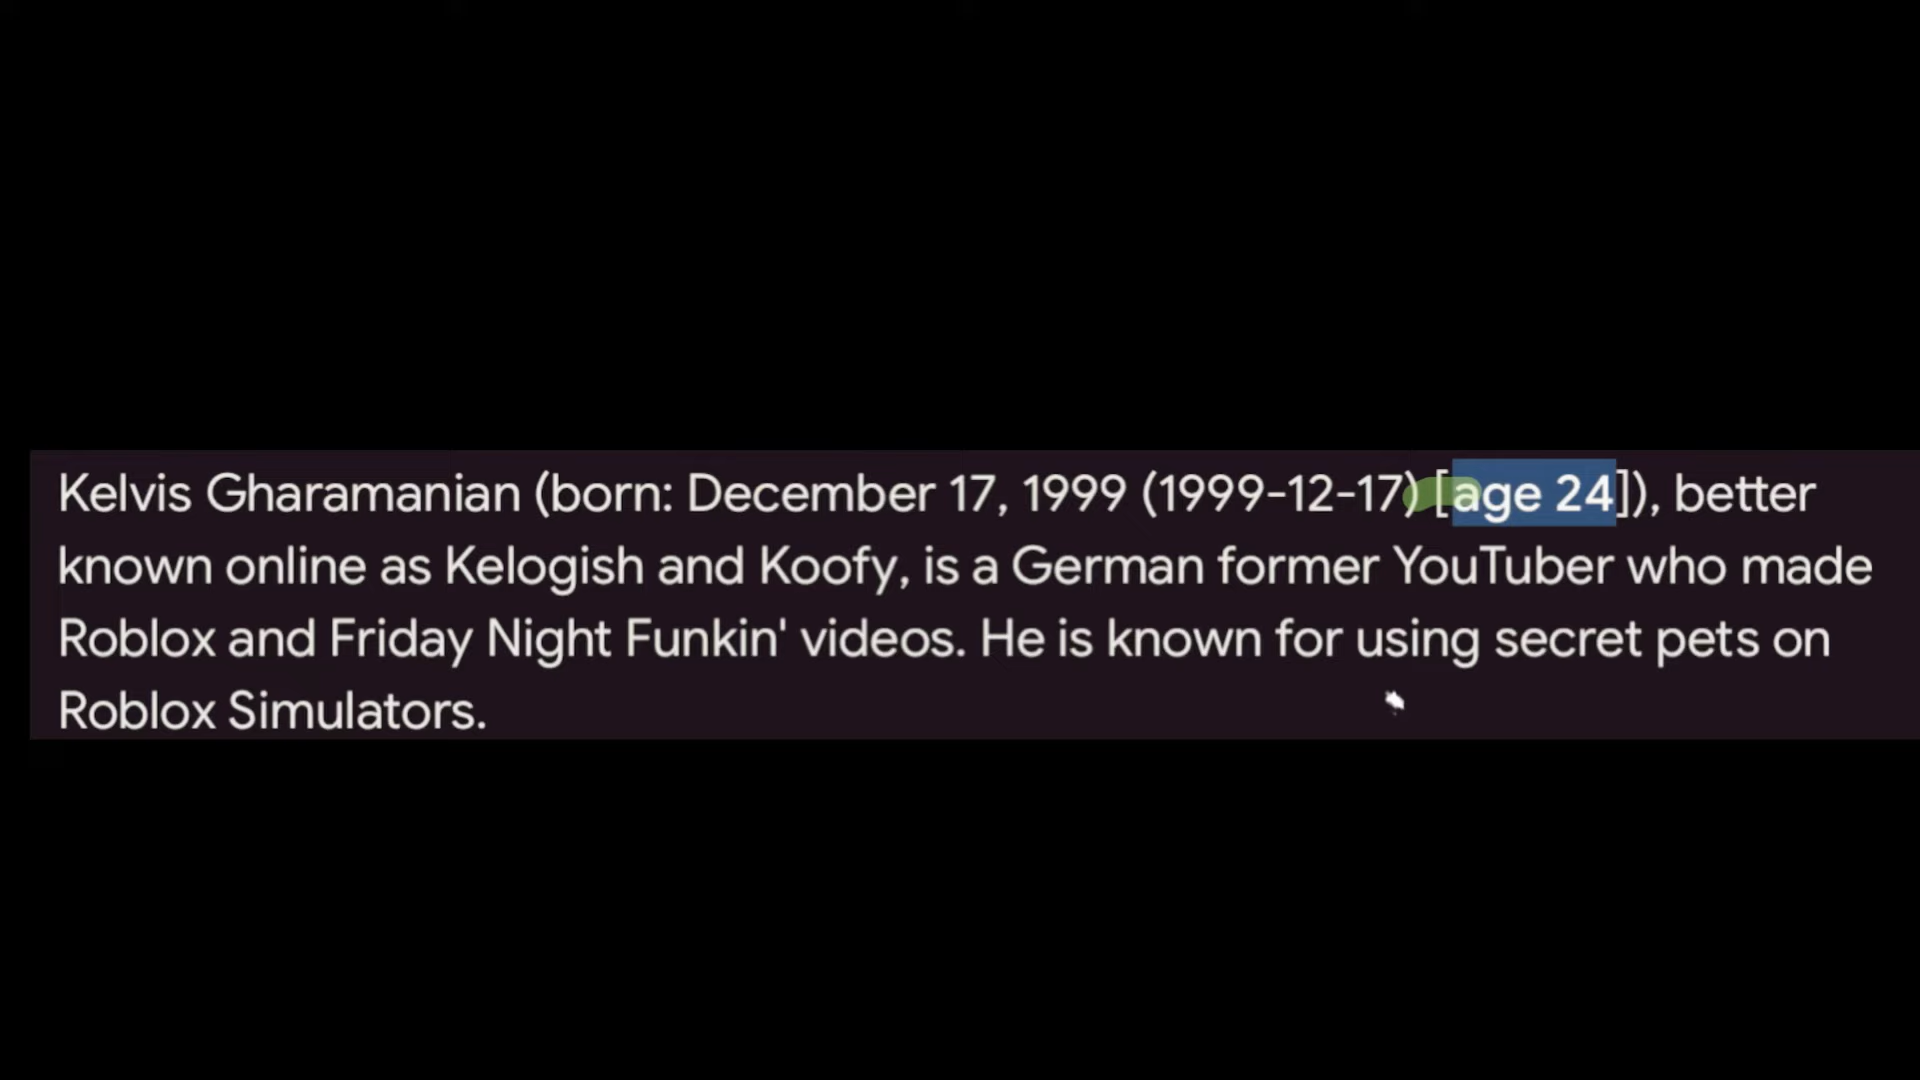 Kelvis Gharamanian (born: December 17, 1999 (1999-12-17) [age 24]), better
known online as Kelogish and Koofy, is a German former YouTuber who made
Roblox and Friday Night Funkin' videos. He is known for using secret pets on
Roblox Simulators.